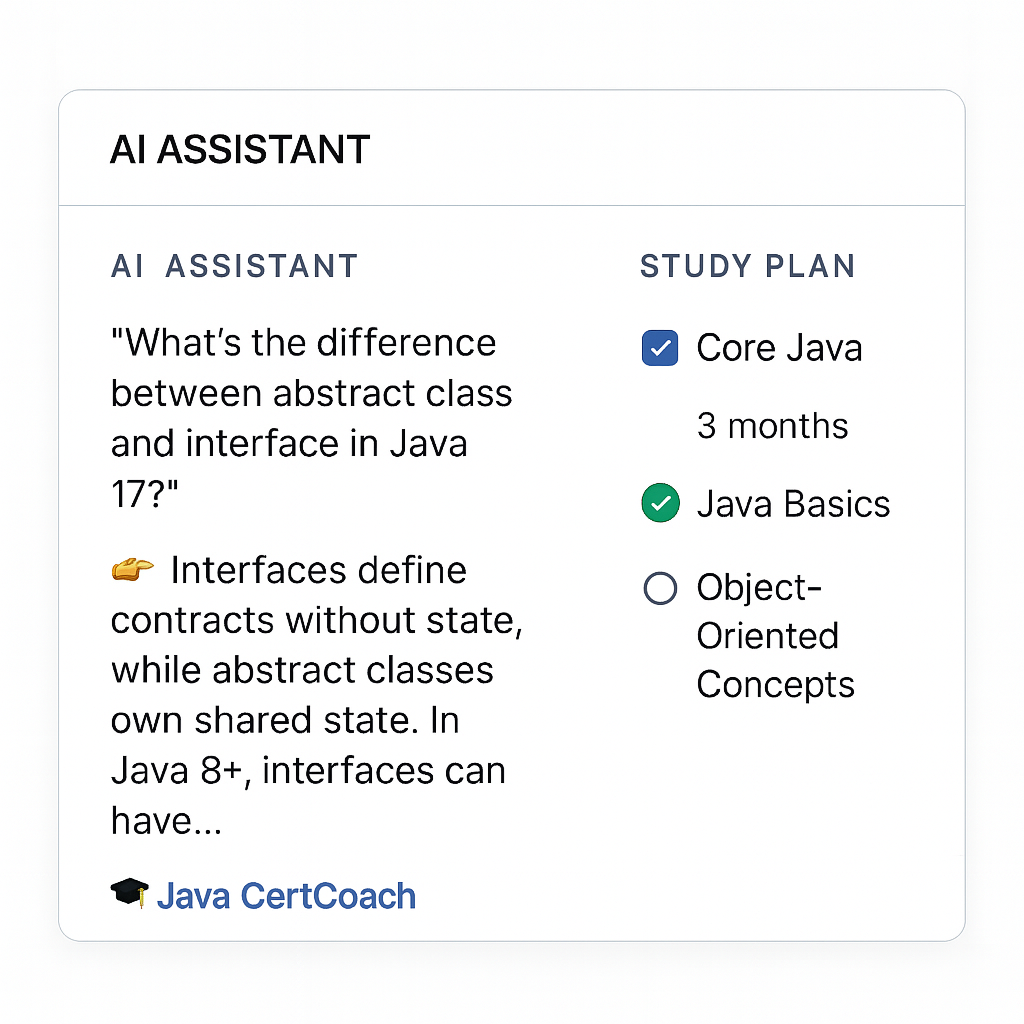 AI ASSISTANT
AI ASSISTANT
"What’s the difference
between abstract class
and interface in Java
17?"
👉 Interfaces define
contracts without state,
while abstract classes
own shared state. In
Java 8+, interfaces can
have...
🎓 Java CertCoach
STUDY PLAN
Core Java
3 months
Java Basics
Object-
Oriented
Concepts